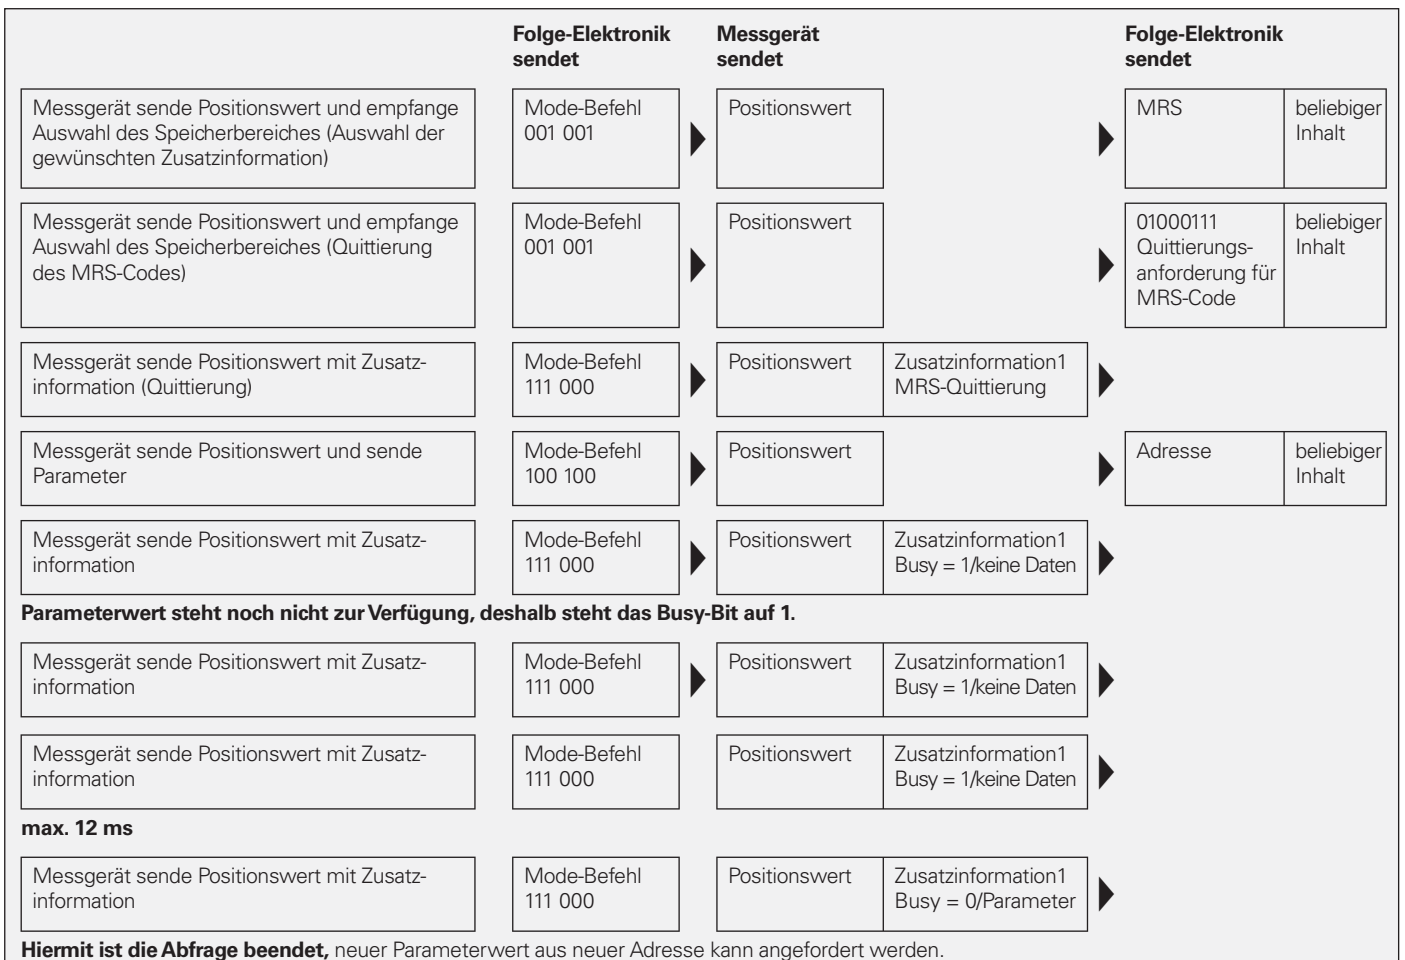 Folge-Elektronik
sendet
Messgerät
sendet
Folge-Elektronik
sendet
Messgerät sende Positionswert und empfange
Auswahl des Speicherbereiches (Auswahl der
gewünschten Zusatzinformation)
Mode-Befehl
001 001
Positionswert
MRS
beliebiger
Inhalt
Messgerät sende Positionswert und empfange
Auswahl des Speicherbereiches (Quittierung
des MRS-Codes)
Mode-Befehl
001 001
Positionswert
01000111
Quittierungs-
anforderung für
MRS-Code
beliebiger
Inhalt
Messgerät sende Positionswert mit Zusatz-
information (Quittierung)
Mode-Befehl
111 000
Positionswert
Zusatzinformation1
MRS-Quittierung
Messgerät sende Positionswert und sende
Parameter
Mode-Befehl
100 100
Positionswert
Adresse
beliebiger
Inhalt
Messgerät sende Positionswert mit Zusatz-
information
Mode-Befehl
111 000
Positionswert
Zusatzinformation1
Busy = 1/keine Daten
Parameterwert steht noch nicht zur Verfügung, deshalb steht das Busy-Bit auf 1.
Messgerät sende Positionswert mit Zusatz-
information
Mode-Befehl
111 000
Positionswert
Zusatzinformation1
Busy = 1/keine Daten
Messgerät sende Positionswert mit Zusatz-
information
Mode-Befehl
111 000
Positionswert
Zusatzinformation1
Busy = 1/keine Daten
max. 12 ms
Messgerät sende Positionswert mit Zusatz-
information
Mode-Befehl
111 000
Positionswert
Zusatzinformation1
Busy = 0/Parameter
Hiermit ist die Abfrage beendet, neuer Parameterwert aus neuer Adresse kann angefordert werden.